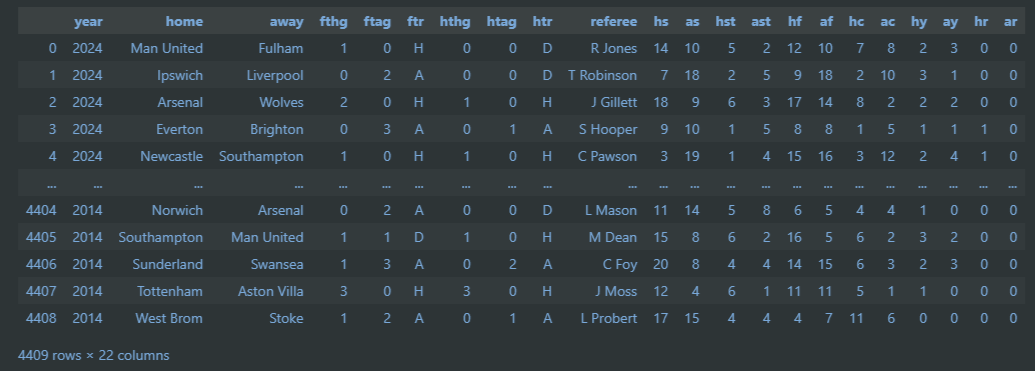 year home away fthg ftag ftr hthg htag htr referee hs as hst ast hf af hc ac hy ay hr ar
0 2024 Man United Fulham 1 0 H 0 0 D R Jones 14 10 5 2 12 10 7 8 2 3 0 0
1 2024 Ipswich Liverpool 0 2 A 0 0 D T Robinson 7 18 2 5 9 18 2 10 3 1 0 0
2 2024 Arsenal Wolves 2 0 H 1 0 H J Gillett 18 9 6 3 17 14 8 2 2 2 0 0
3 2024 Everton Brighton 0 3 A 0 1 A S Hooper 9 10 1 5 8 8 1 5 1 1 1 0
4 2024 Newcastle Southampton 1 0 H 1 0 H C Pawson 3 19 1 4 15 16 3 12 2 4 1 0
... ... ... ... ... ... ... ... ... ... ... ... ... ... ... ... ... ... ... ... ... ... ...
4404 2014 Norwich Arsenal 0 2 A 0 0 D L Mason 11 14 5 8 6 5 4 4 1 0 0 0
4405 2014 Southampton Man United 1 1 D 1 0 H M Dean 15 8 6 2 16 5 6 2 3 2 0 0
4406 2014 Sunderland Swansea 1 3 A 0 2 A C Foy 20 8 4 4 14 15 6 3 2 3 0 0
4407 2014 Tottenham Aston Villa 3 0 H 3 0 H J Moss 12 4 6 1 11 11 5 1 1 0 0 0
4408 2014 West Brom Stoke 1 2 A 0 1 A L Probert 17 15 4 4 4 7 11 6 0 0 0 0
4409 rows × 22 columns